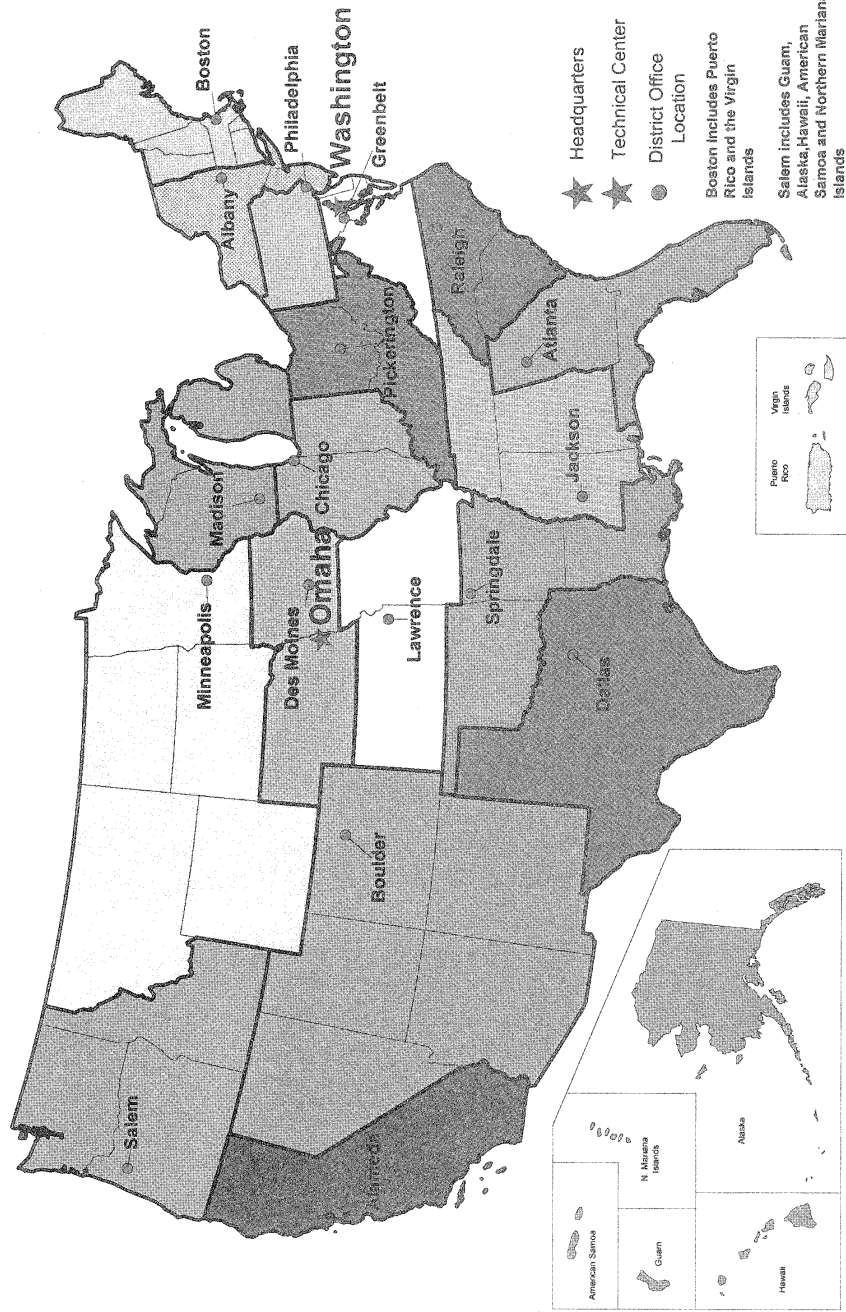 Salem
Alameda
Boulder
Minneapolis
Des Moines
Omaha
Lawrence
Springdale
Dallas
Madison
Chicago
Pickerington
Jackson
Atlanta
Raleigh
Albany
Boston
Philadelphia
Washington
Greenbelt
Headquarters
Technical Center
District Office
Location
Boston Includes Puerto
Rico and the Virgin
Islands
Salem includes Guam,
Alaska,Hawaii, American
Samoa and Northern Mariana
Islands
American Samoa
Guam
N. Mariana
Islands
Hawaii
Alaska
Puerto
Rico
Virgin
Islands